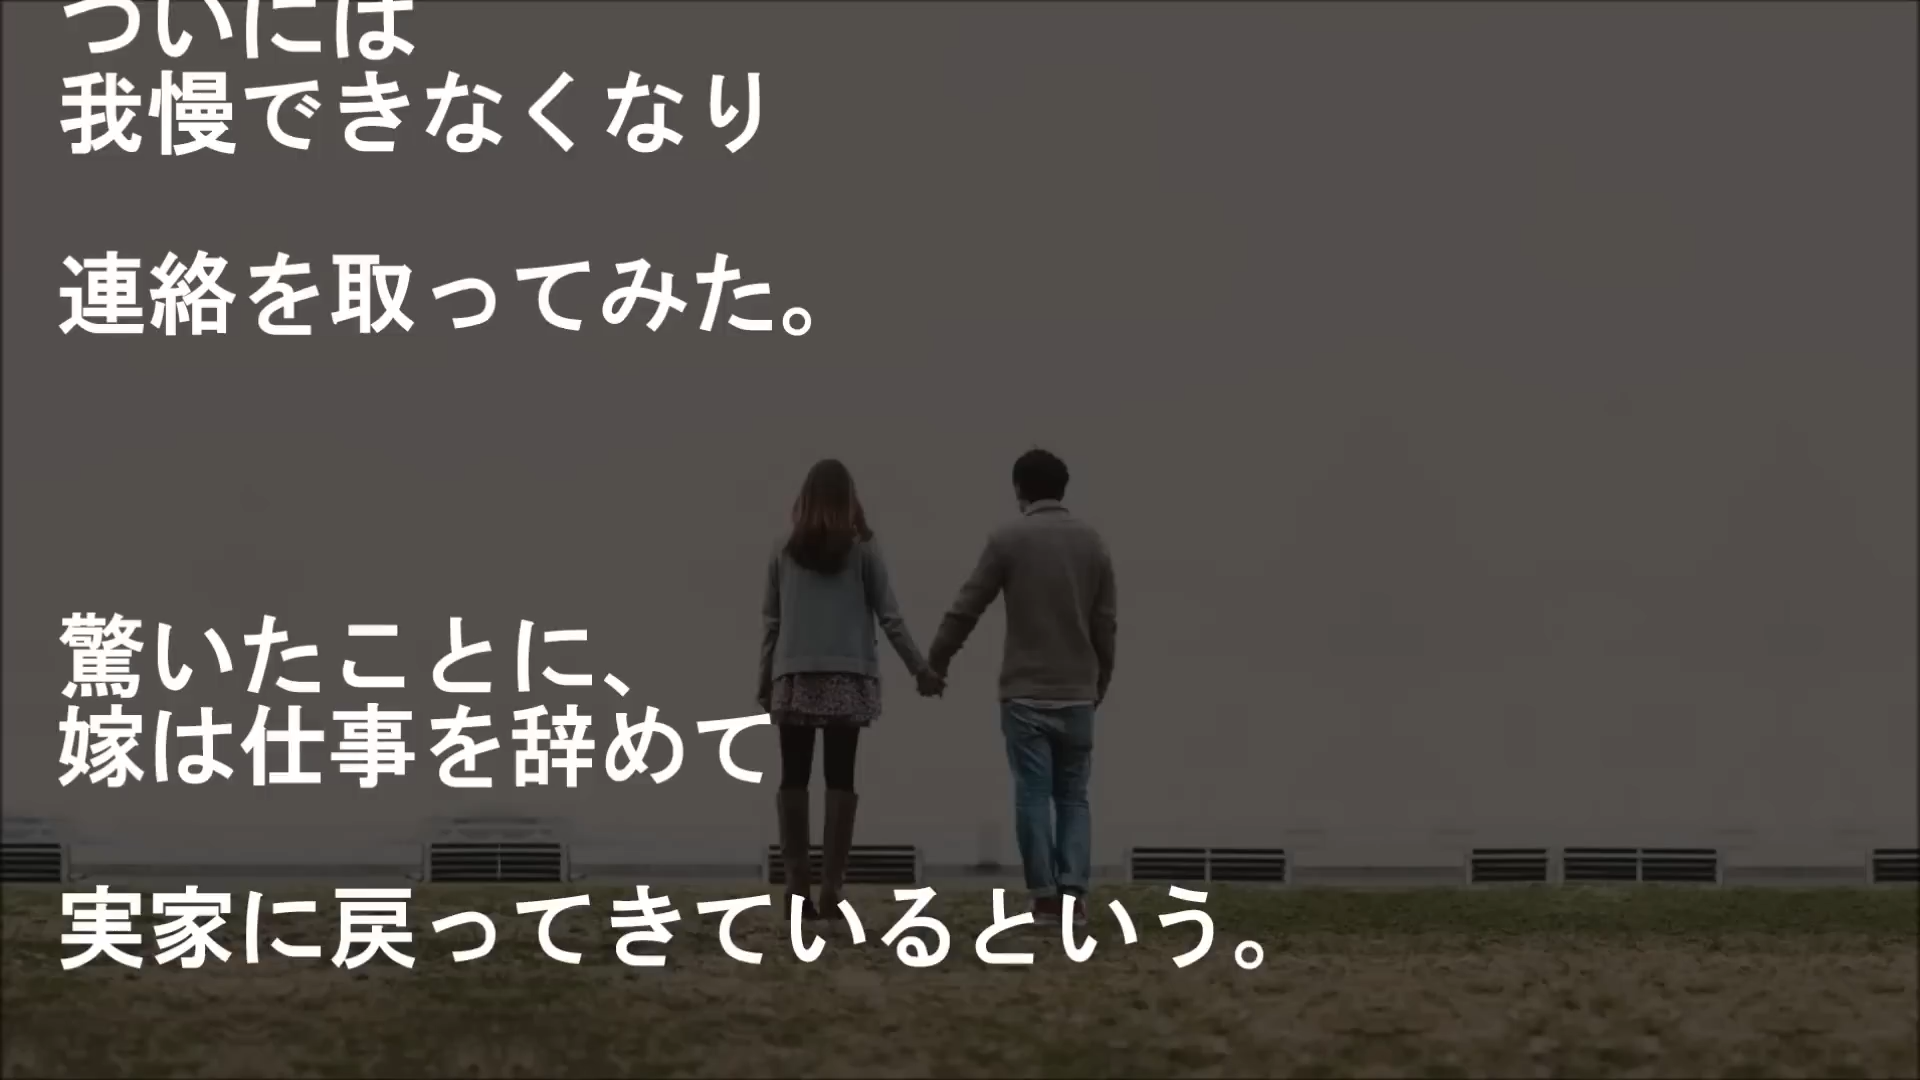 ついには
我慢できなくなり
連絡を取ってみた。
驚いたことに、
嫁は仕事を辞めて
実家に戻ってきているという。